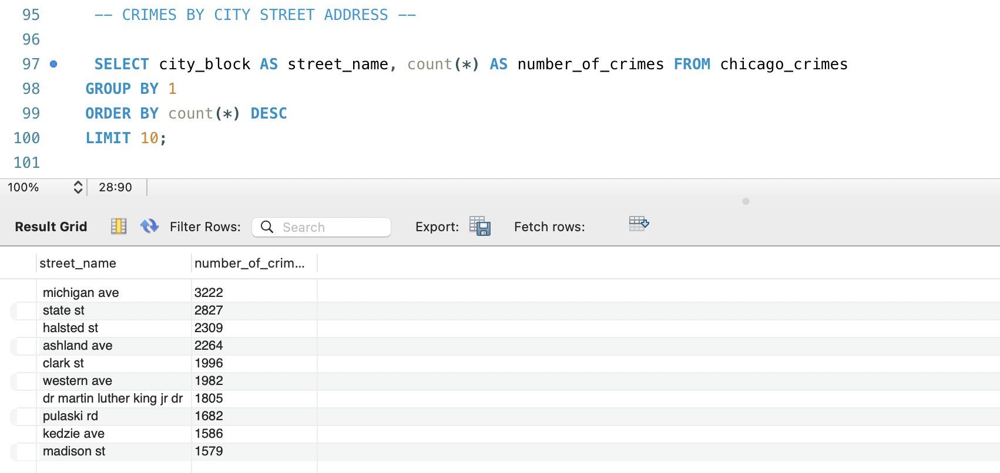 95 -- CRIMES BY CITY STREET ADDRESS --
96
97 SELECT city_block AS street_name, count(*) AS number_of_crimes FROM chicago_crimes
98 GROUP BY 1
99 ORDER BY count(*) DESC
100 LIMIT 10;
101
100% 28:90
Result Grid Filter Rows: Search Export: Fetch rows:
street_name number_of_crim...
michigan ave 3222
state st 2827
halsted st 2309
ashland ave 2264
clark st 1996
western ave 1982
dr martin luther king jr dr 1805
pulaski rd 1682
kedzie ave 1586
madison st 1579